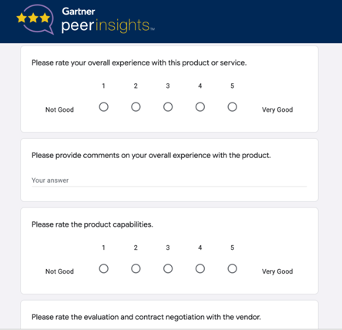 Gartner
peerinsights™
Please rate your overall experience with this product or service.
1 2 3 4 5
Not Good Very Good
Please provide comments on your overall experience with the product.
Your answer
Please rate the product capabilities.
1 2 3 4 5
Not Good Very Good
Please rate the evaluation and contract negotiation with the vendor.